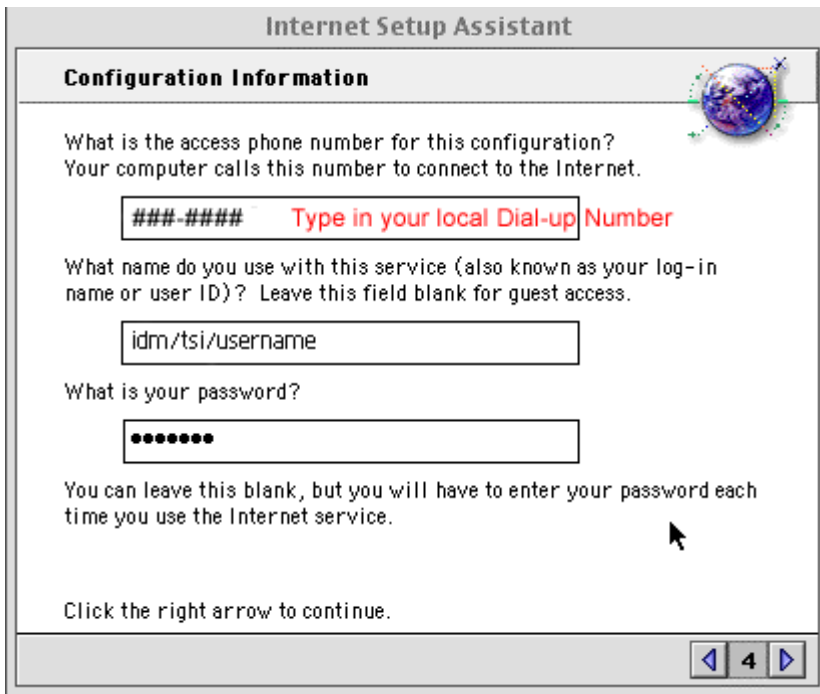 Internet Setup Assistant
Configuration Information
What is the access phone number for this configuration?
Your computer calls this number to connect to the Internet.
###-#### Type in your local Dial-up Number
What name do you use with this service (also known as your log-in
name or user ID)? Leave this field blank for guest access.
idm/tsi/username
What is your password?
•••••••
You can leave this blank, but you will have to enter your password each
time you use the Internet service.
Click the right arrow to continue.
4